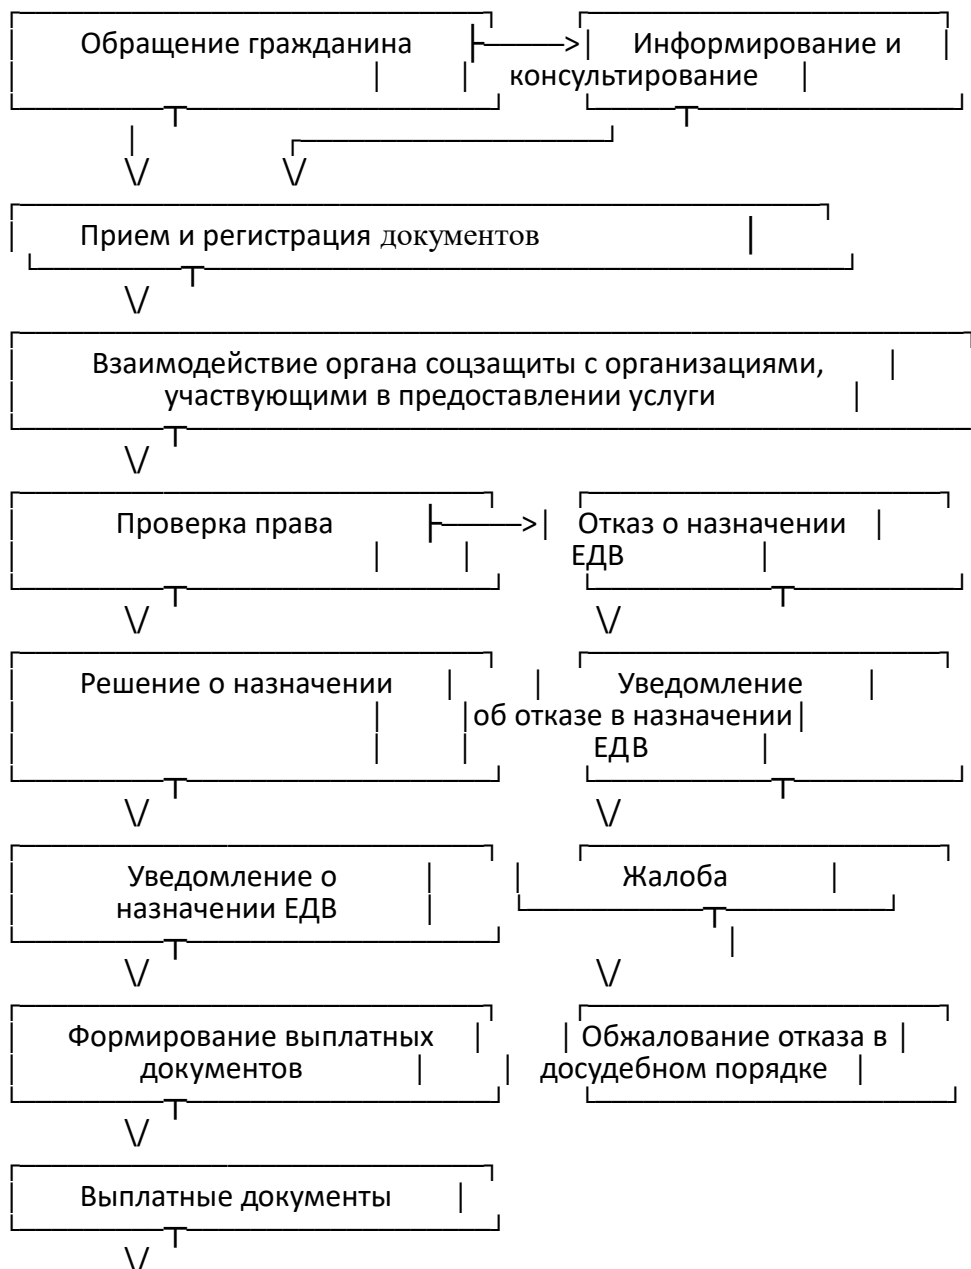 Обращение гражданина
Информирование и
консультирование
Прием и регистрация документов
Взаимодействие органа соцзащиты с организациями,
участвующими в предоставлении услуги
Проверка права
Отказ о назначении
ЕДВ
Решение о назначении
Уведомление
об отказе в назначении
ЕДВ
Уведомление о
назначении ЕДВ
Жалоба
Формирование выплатных
документов
Обжалование отказа в
досудебном порядке
Выплатные документы